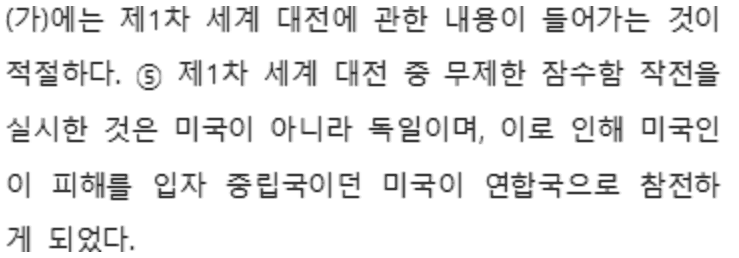 (가)에는 제1차 세계 대전에 관한 내용이 들어가는 것이
적절하다. ⑤ 제1차 세계 대전 중 무제한 잠수함 작전을
실시한 것은 미국이 아니라 독일이며, 이로 인해 미국인
이 피해를 입자 중립국이던 미국이 연합국으로 참전하
게 되었다.